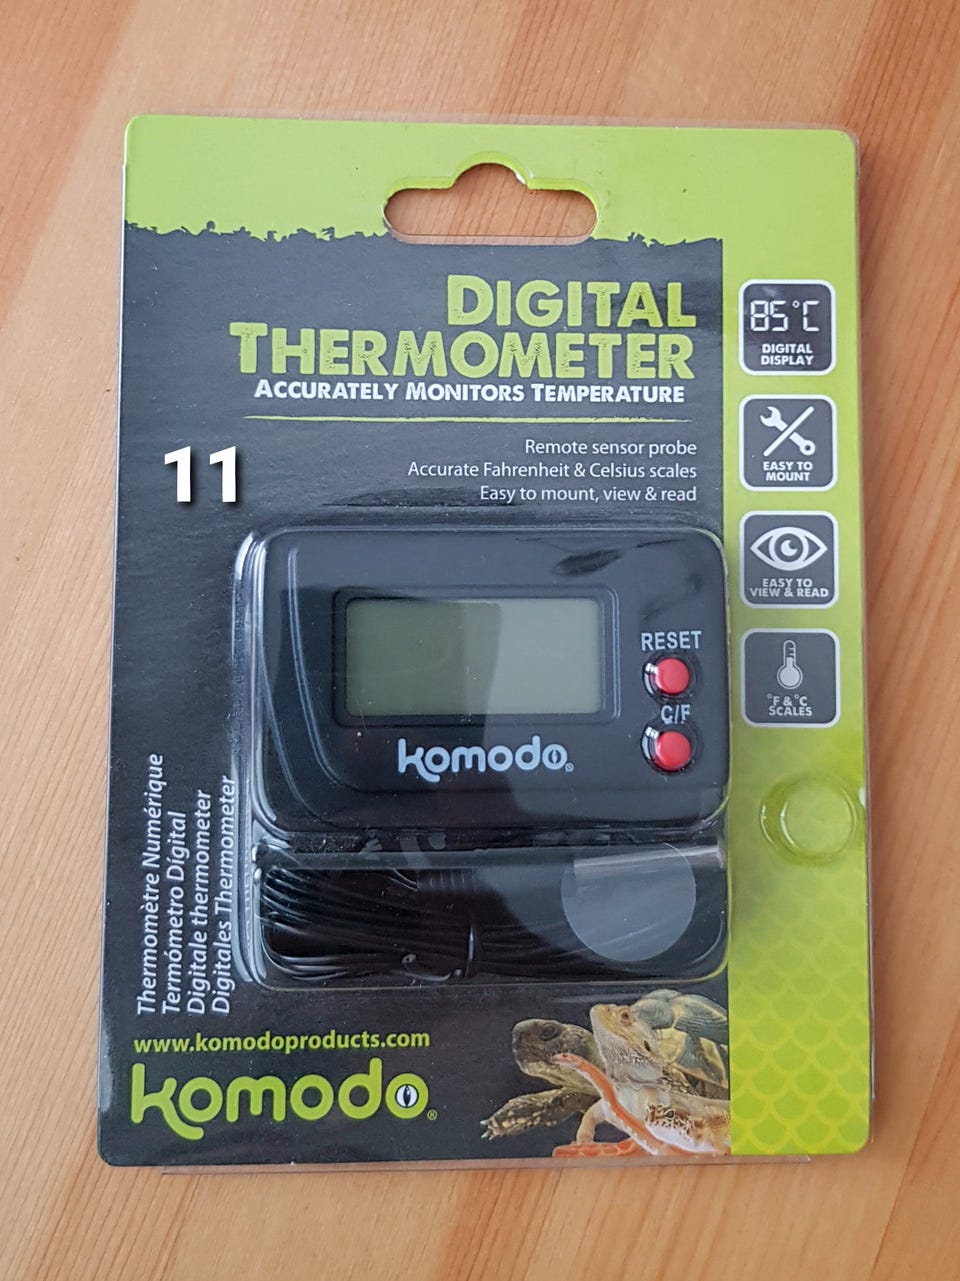 DIGITAL
THERMOMETER
ACCURATELY MONITORS TEMPERATURE
Remote sensor probe
Accurate Fahrenheit & Celsius scales
Easy to mount, view & read
11
85°C
DIGITAL
DISPLAY
EASY TO
MOUNT
EASY TO
VIEW & READ
°F & °C
SCALES
RESET
C/F
komodo®
Thermomètre Numérique
Termómetro Digital
Digitale thermometer
Digitales Thermometer
www.komodoproducts.com
komodo®